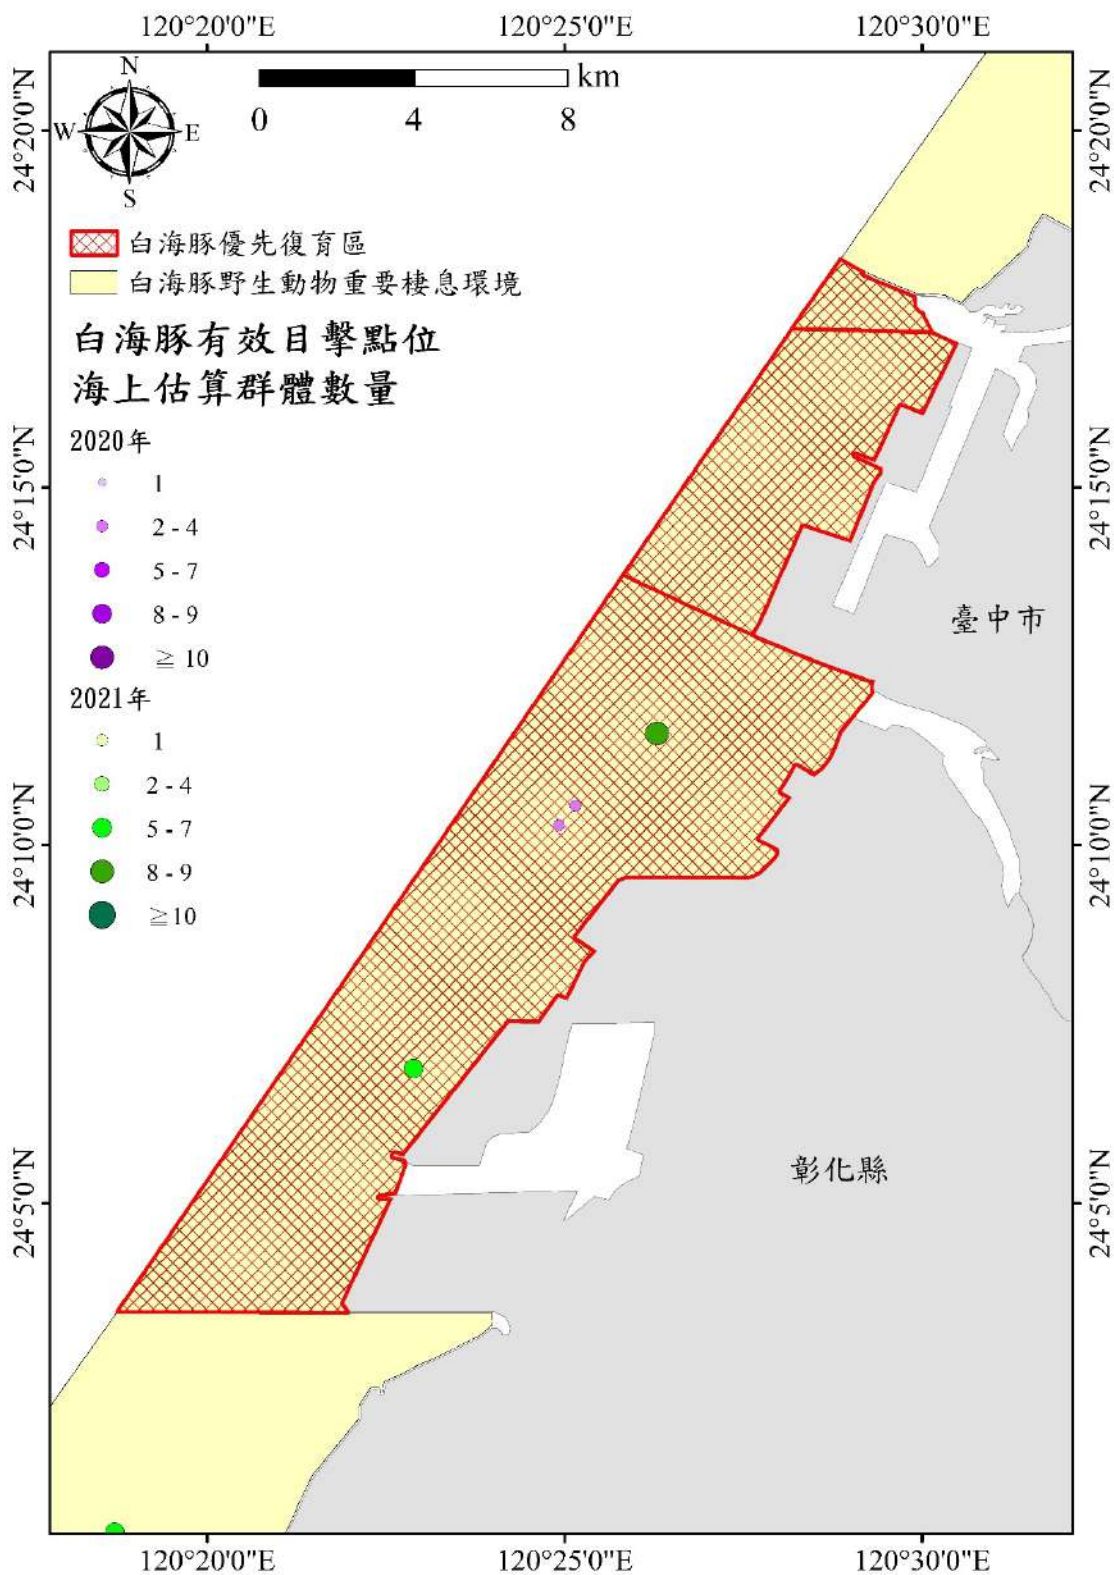 120°20'0"E 120°25'0"E 120°30'0"E
N
W E
S
km
0 4 8
24°20'0"N 24°20'0"N
白海豚優先復育區
白海豚野生動物重要棲息環境
白海豚有效目擊點位
海上估算群體數量
2020年
1
2 - 4
5 - 7
8 - 9
≧ 10
24°15'0"N 24°15'0"N
臺中市
2021年
1
2 - 4
5 - 7
8 - 9
≧10
24°10'0"N 24°10'0"N
彰化縣
24°5'0"N 24°5'0"N
120°20'0"E 120°25'0"E 120°30'0"E